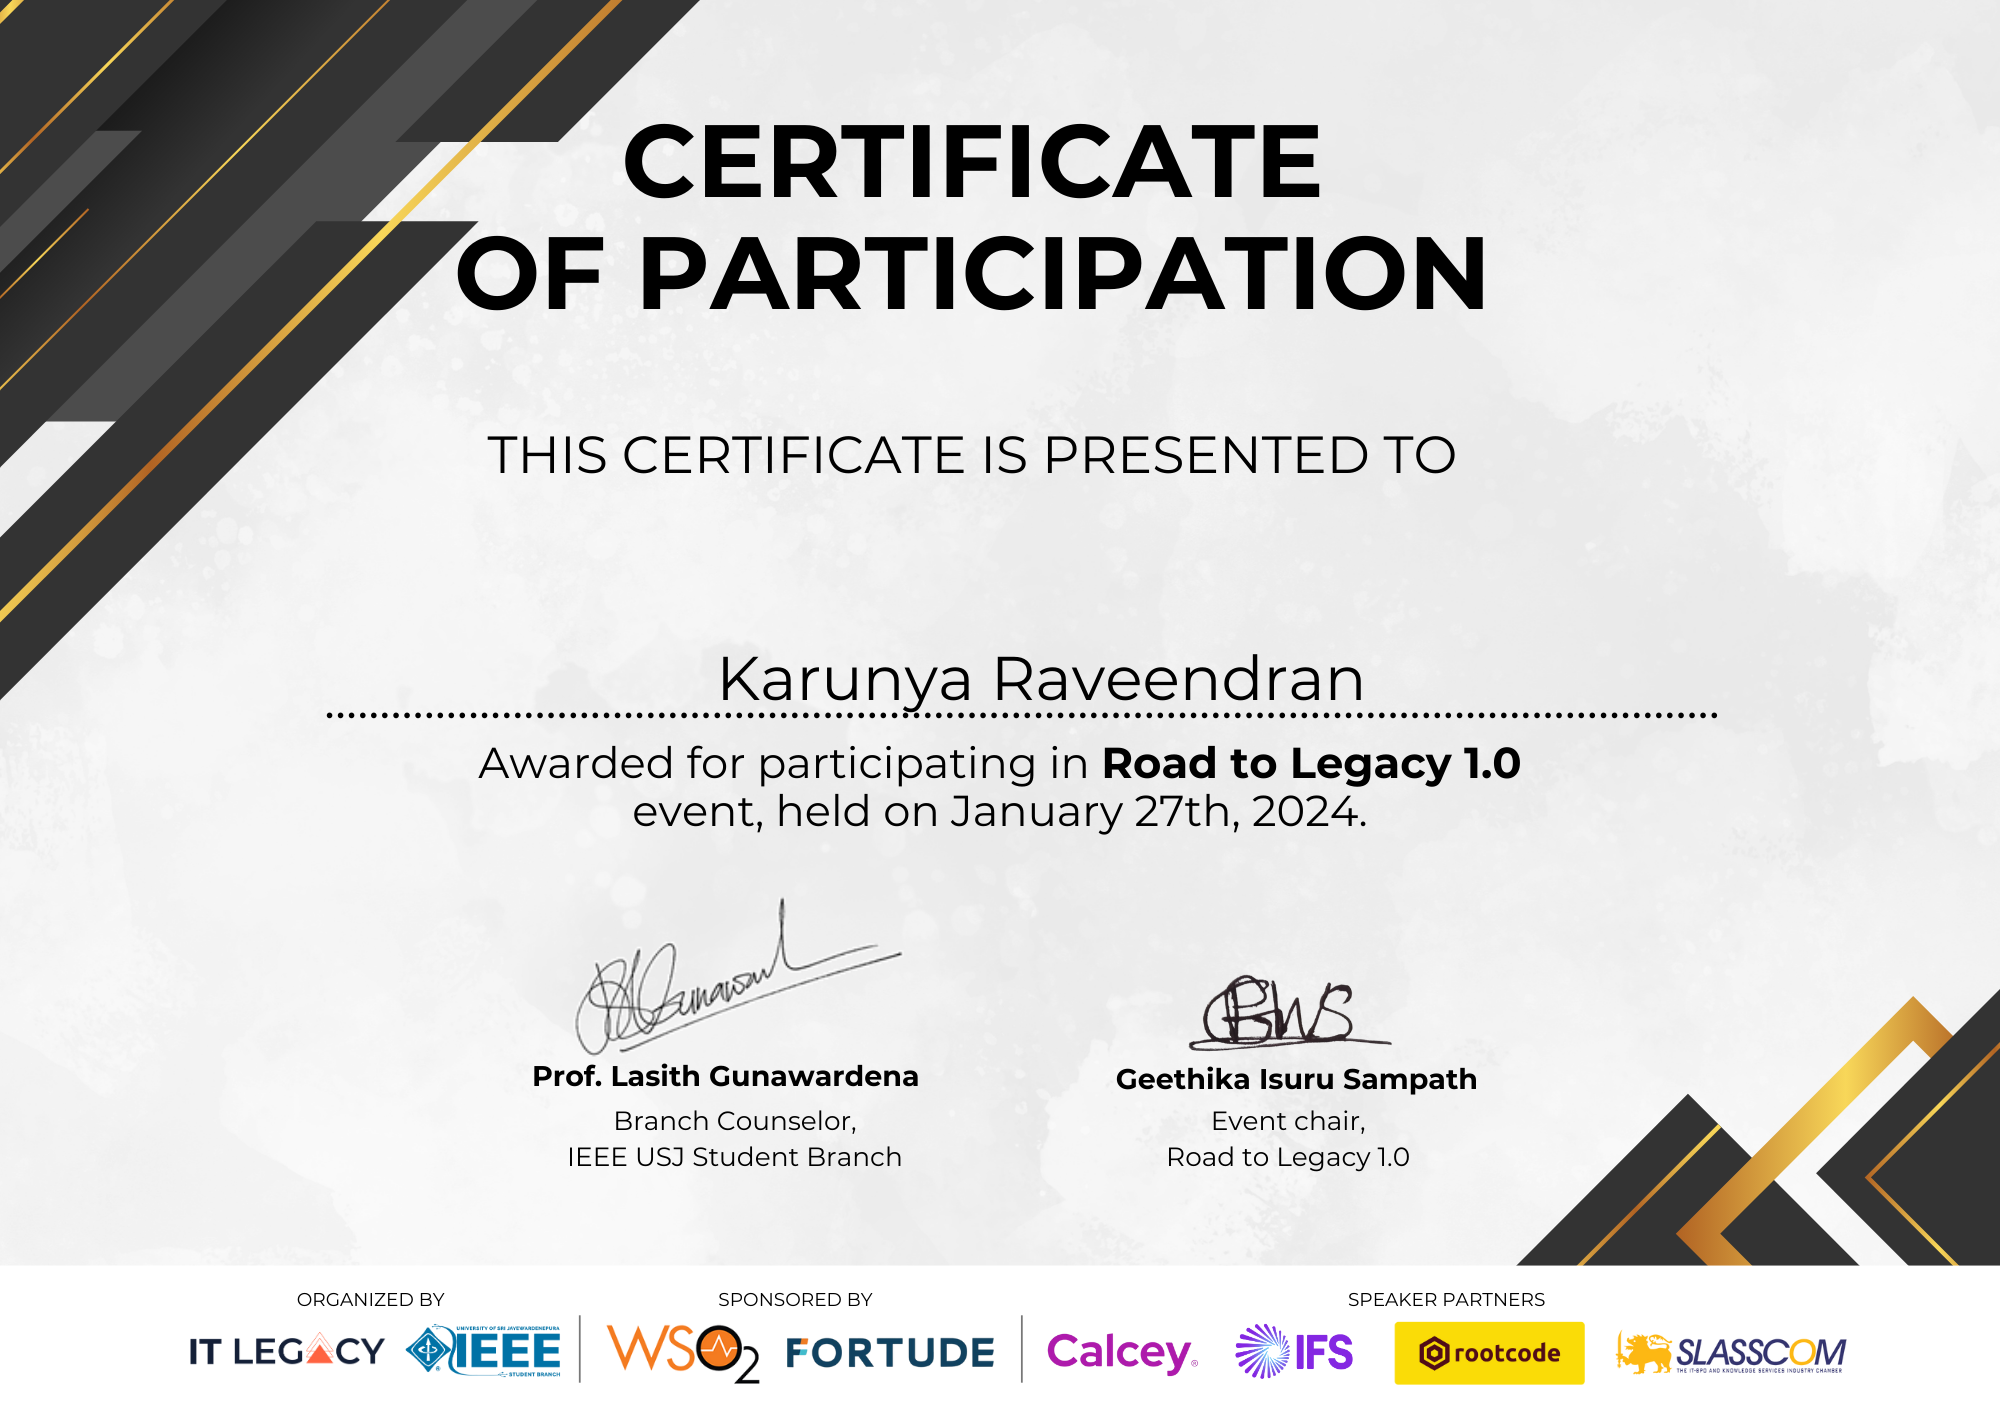 CERTIFICATE
OF PARTICIPATION
THIS CERTIFICATE IS PRESENTED TO
Karunya Raveendran
Awarded for participating in Road to Legacy 1.0
event, held on January 27th, 2024.
Prof. Lasith Gunawardena
Branch Counselor,
IEEE USJ Student Branch
Geethika Isuru Sampath
Event chair,
Road to Legacy 1.0
ORGANIZED BY
IT LEGACY
UNIVERSITY OF SRI JAYEWARDENEPURA
IEEE
STUDENT BRANCH
SPONSORED BY
WSO2
FORTUDE
SPEAKER PARTNERS
Calcey®
IFS
rootcode
SLASSCOM
THE IT-BPO AND KNOWLEDGE SERVICES INDUSTRY CHAMBER